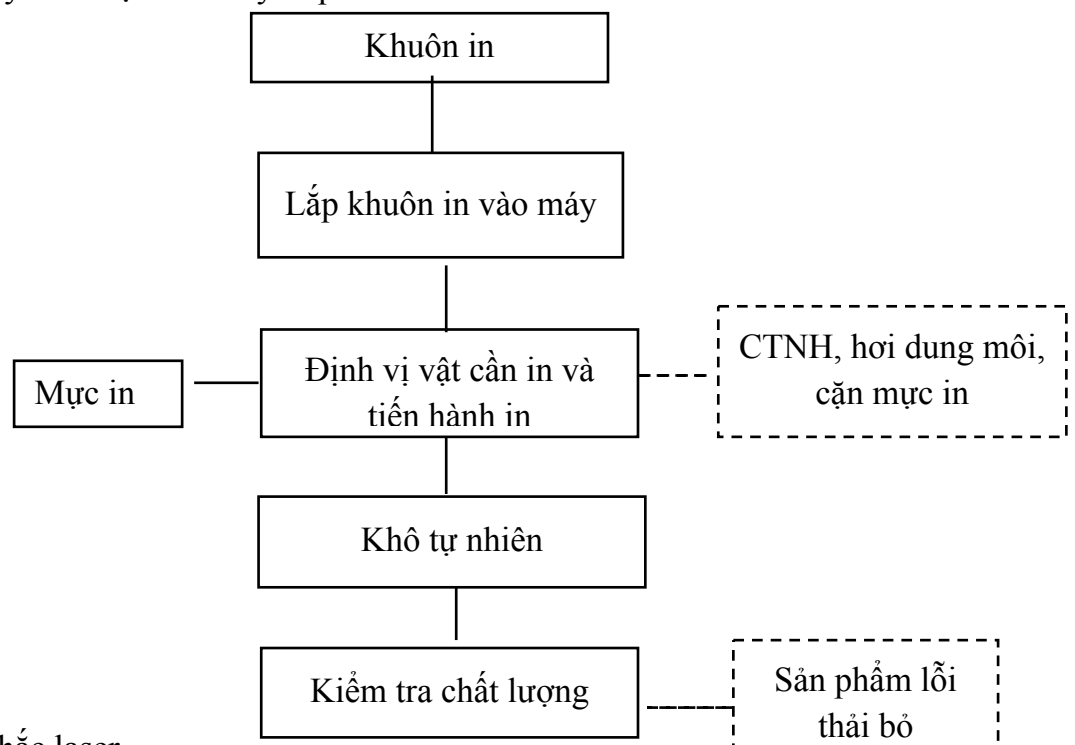 Khuôn in
Lắp khuôn in vào máy
Mực in
Định vị vật cần in và
tiến hành in
CTNH, hơi dung môi,
cặn mực in
Khô tự nhiên
Kiểm tra chất lượng
Sản phẩm lỗi
thải bỏ
laser